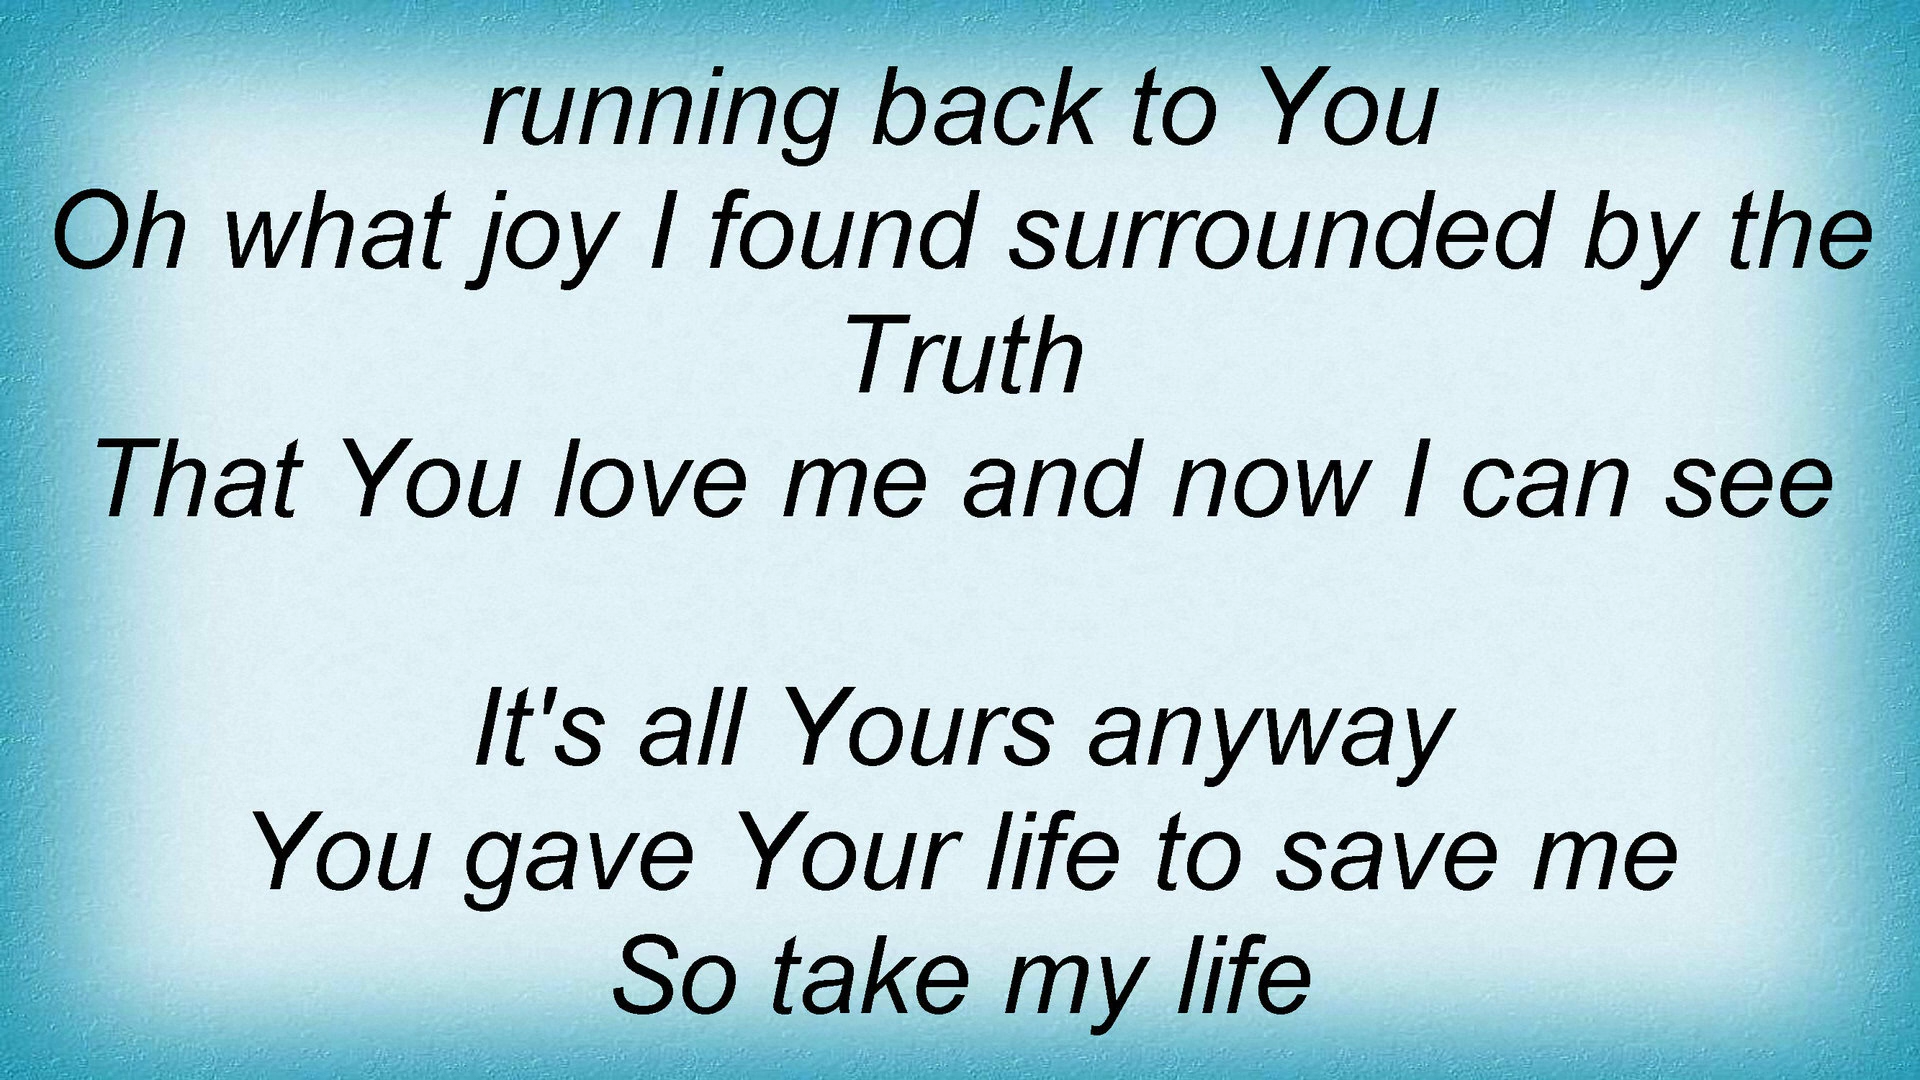 running back to You
Oh what joy I found surrounded by the
Truth
That You love me and now I can see
It's all Yours anyway
You gave Your life to save me
So take my life